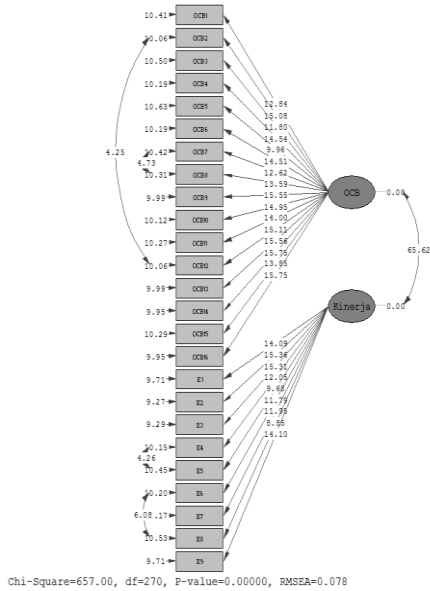 10.41 OCB1
10.06 OCB2
10.50 OCB3
10.19 OCB4
10.63 OCB5
10.19 OCB6
10.42 OCB7
10.31 OCB8
9.99 OCB9
10.12 OCB10
10.27 OCB11
10.06 OCB12
9.99 OCB13
9.95 OCB14
10.29 OCB15
9.95 OCB16
9.71 E1
9.27 E2
9.29 E3
10.15 E4
10.45 E5
10.20 E6
.17 E7
10.53 E8
9.71 E9
4.25
4.73
4.26
6.08
12.84
15.08
11.80
14.54
9.96
14.51
12.62
13.59
15.55
14.95
14.00
15.11
15.56
15.75
13.85
15.75
OCB 0.00
65.62
Kinerja 0.00
14.09
15.36
15.31
12.05
9.68
11.79
11.95
8.85
14.10
Chi-Square=657.00, df=270, P-value=0.00000, RMSEA=0.078